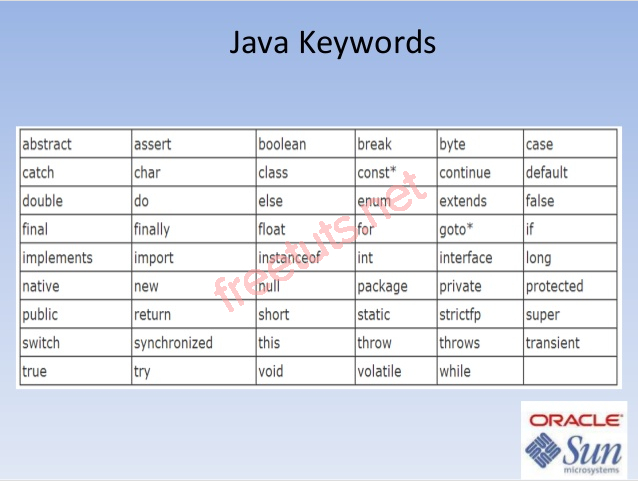 Java Keywords
abstract assert boolean break byte case
catch char class const* continue default
double do else enum extends false
final finally float for goto* if
implements import instanceof int interface long
native new null package private protected
public return short static strictfp super
switch synchronized this throw throws transient
true try void volatile while
freetuts.net
ORACLE
Sun
microsystems